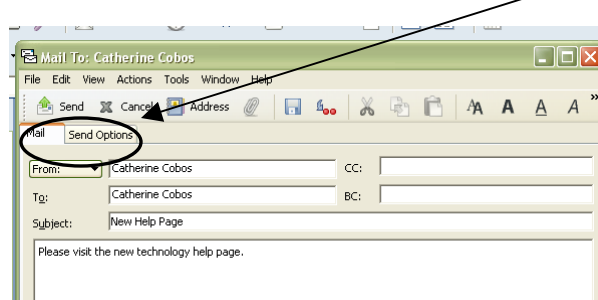 Mail To: Catherine Cobos
File Edit View Actions Tools Window Help
Send Cancel Address A A A A »
Mail Send Options
From: Catherine Cobos CC:
To: Catherine Cobos BC:
Subject: New Help Page
Please visit the new technology help page.